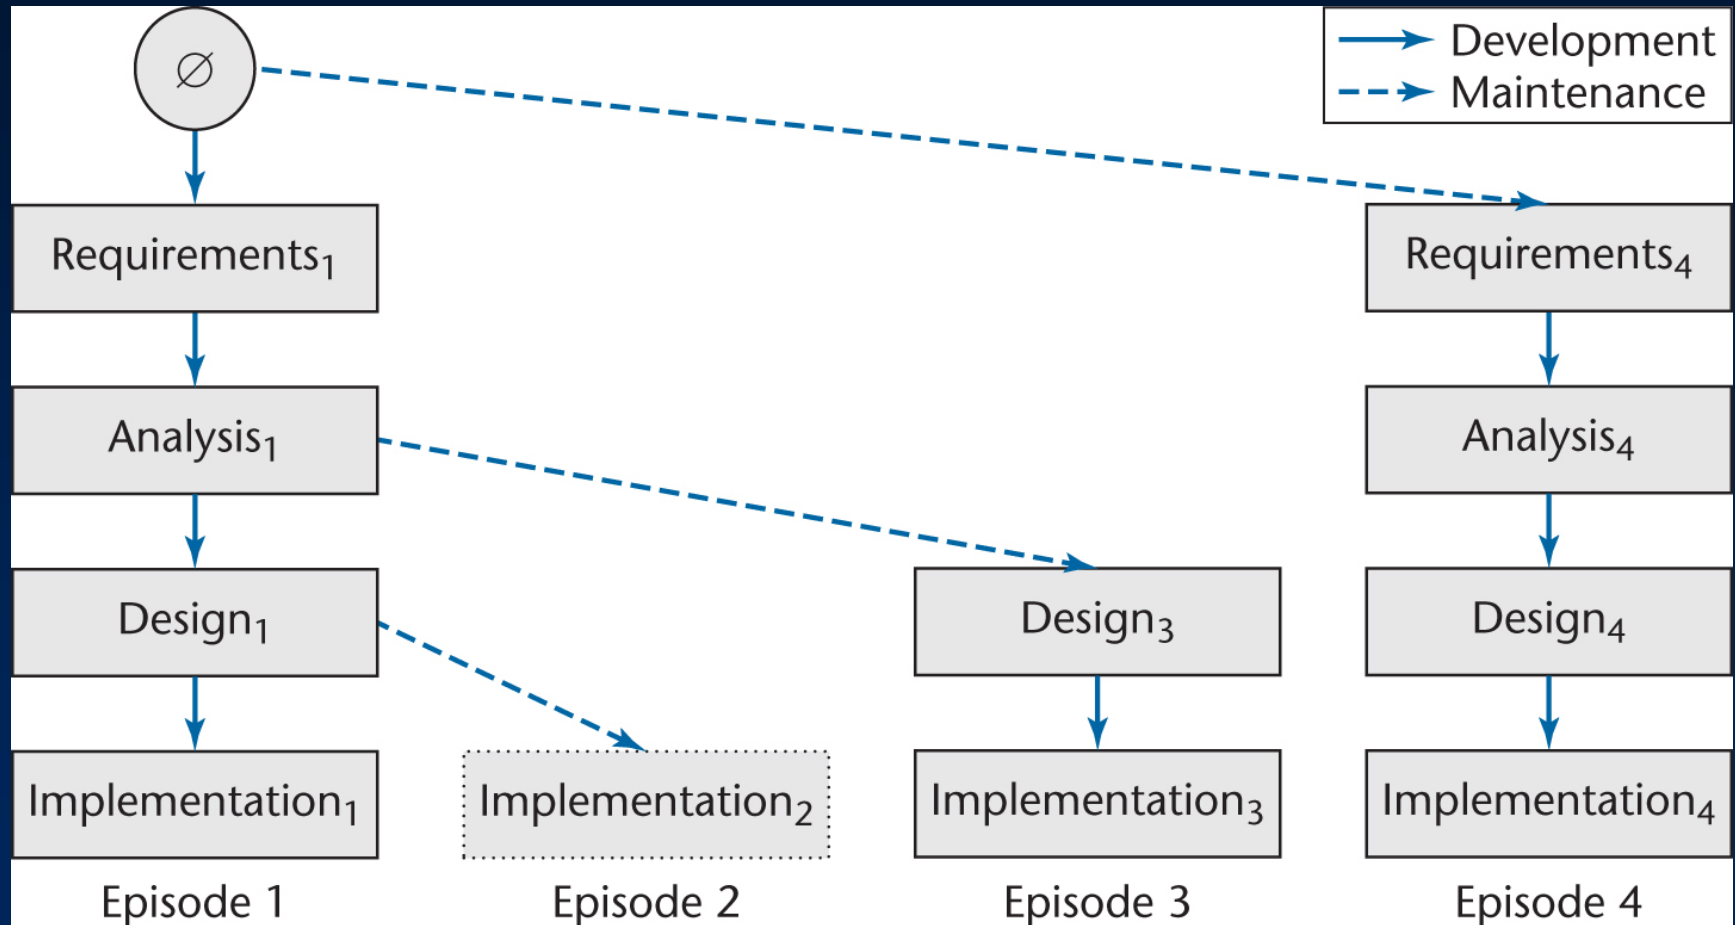 ∅
Development
Maintenance
Requirements₁
Requirements₄
Analysis₁
Analysis₄
Design₁
Design₃
Design₄
Implementation₁
Implementation₂
Implementation₃
Implementation₄
Episode 1
Episode 2
Episode 3
Episode 4